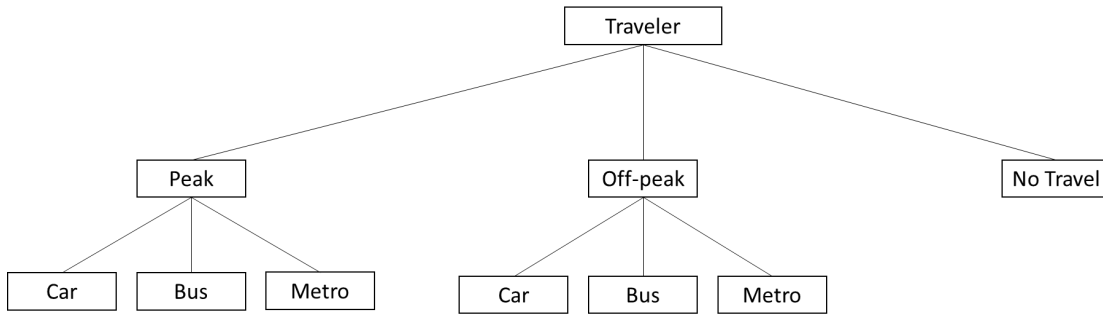 Traveler
Peak
Off-peak
No Travel
Car
Bus
Metro
Car
Bus
Metro